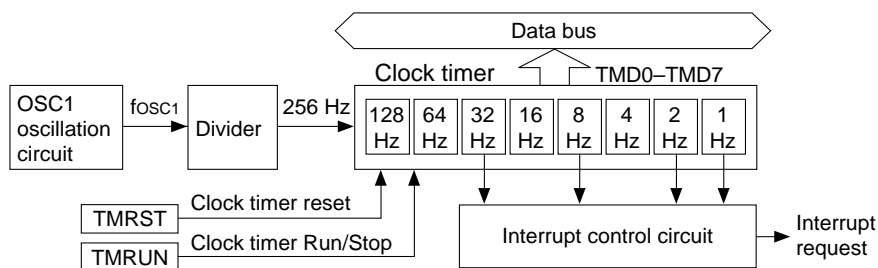 Data bus
Clock timer
TMD0–TMD7
OSC1
oscillation
circuit
fOSC1
Divider
256 Hz
128
Hz
64
Hz
32
Hz
16
Hz
8
Hz
4
Hz
2
Hz
1
Hz
TMRST
Clock timer reset
TMRUN
Clock timer Run/Stop
Interrupt control circuit
Interrupt
request